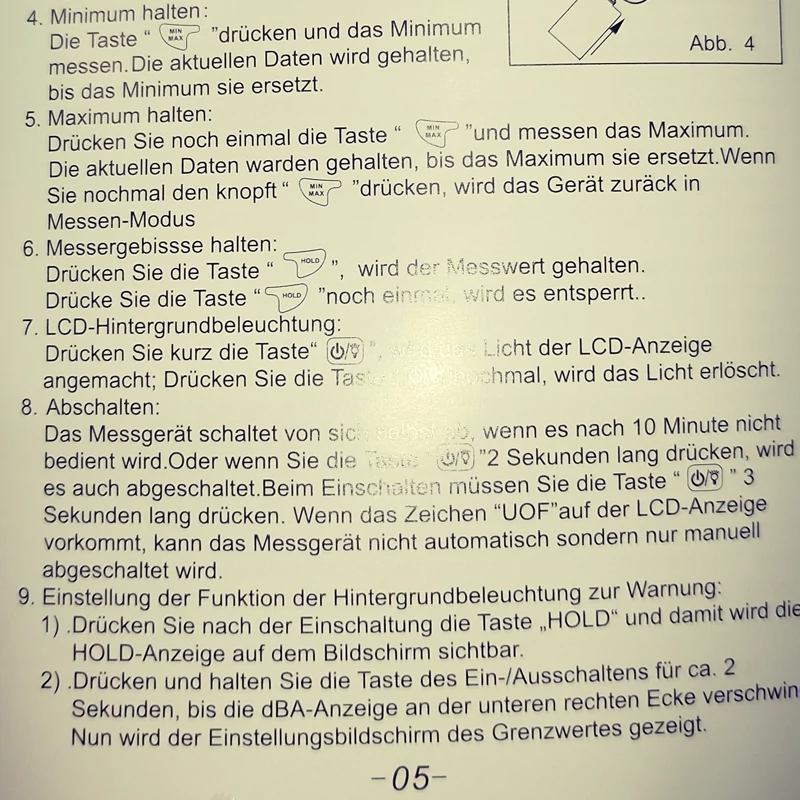 4. Minimum halten:
Abb. 4
Die Taste “ MIN MAX ”drücken und das Minimum
messen.Die aktuellen Daten wird gehalten,
bis das Minimum sie ersetzt.
5. Maximum halten:
Drücken Sie noch einmal die Taste “ MIN MAX ”und messen das Maximum.
Die aktuellen Daten warden gehalten, bis das Maximum sie ersetzt.Wenn
Sie nochmal den knopft “ MIN MAX ”drücken, wird das Gerät zuräck in
Messen-Modus
6. Messergebissse halten:
Drücken Sie die Taste “ HOLD ”, wird der Messwert gehalten.
Drücke Sie die Taste “ HOLD ”noch einmal, wird es entsperrt..
7. LCD-Hintergrundbeleuchtung:
Drücken Sie kurz die Taste“ ”, wird das Licht der LCD-Anzeige
angemacht; Drücken Sie die Taste nochmal, wird das Licht erlöscht.
8. Abschalten:
Das Messgerät schaltet von sich selbst ab, wenn es nach 10 Minute nicht
bedient wird.Oder wenn Sie die Taste “ ”2 Sekunden lang drücken, wird
es auch abgeschaltet.Beim Einschalten müssen Sie die Taste “ ” 3
Sekunden lang drücken. Wenn das Zeichen “UOF”auf der LCD-Anzeige
vorkommt, kann das Messgerät nicht automatisch sondern nur manuell
abgeschaltet wird.
9. Einstellung der Funktion der Hintergrundbeleuchtung zur Warnung:
1) .Drücken Sie nach der Einschaltung die Taste „HOLD“ und damit wird die
HOLD-Anzeige auf dem Bildschirm sichtbar.
2) .Drücken und halten Sie die Taste des Ein-/Ausschaltens für ca. 2
Sekunden, bis die dBA-Anzeige an der unteren rechten Ecke verschwin
Nun wird der Einstellungsbildschirm des Grenzwertes gezeigt.
-05-